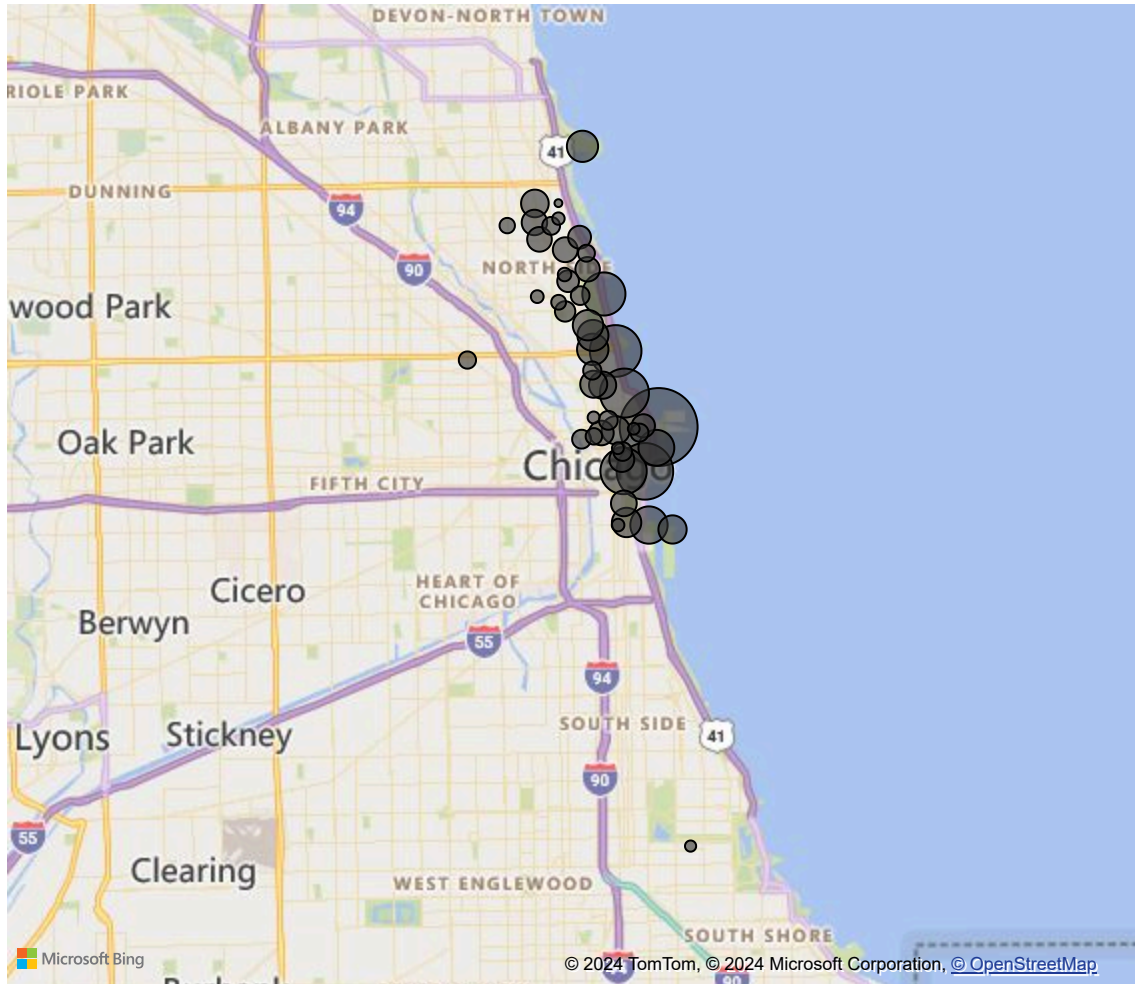 DEVON-NORTH TOWN
RIOLE PARK
ALBANY PARK
41
DUNNING
94
90
NORTH SIDE
wood Park
Oak Park
Chicago
FIFTH CITY
HEART OF
CHICAGO
Cicero
Berwyn
55
94
SOUTH SIDE
41
Lyons
Stickney
90
55
Clearing
WEST ENGLEWOOD
SOUTH SHORE
Microsoft Bing
© 2024 TomTom, © 2024 Microsoft Corporation, © OpenStreetMap
90